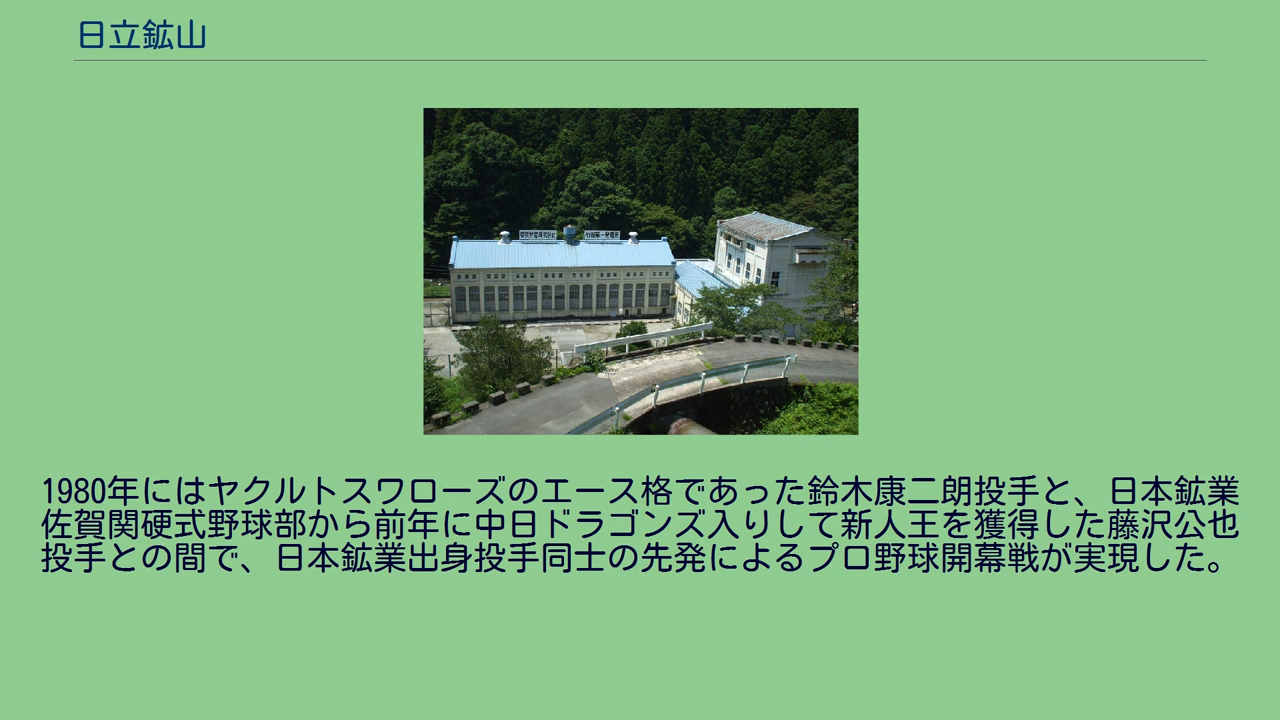 日立鉱山
1980年にはヤクルトスワローズのエース格であった鈴木康二朗投手と、日本鉱業
佐賀関硬式野球部から前年に中日ドラゴンズ入りして新人王を獲得した藤沢公也
投手との間で、日本鉱業出身投手同士の先発によるプロ野球開幕戦が実現した。